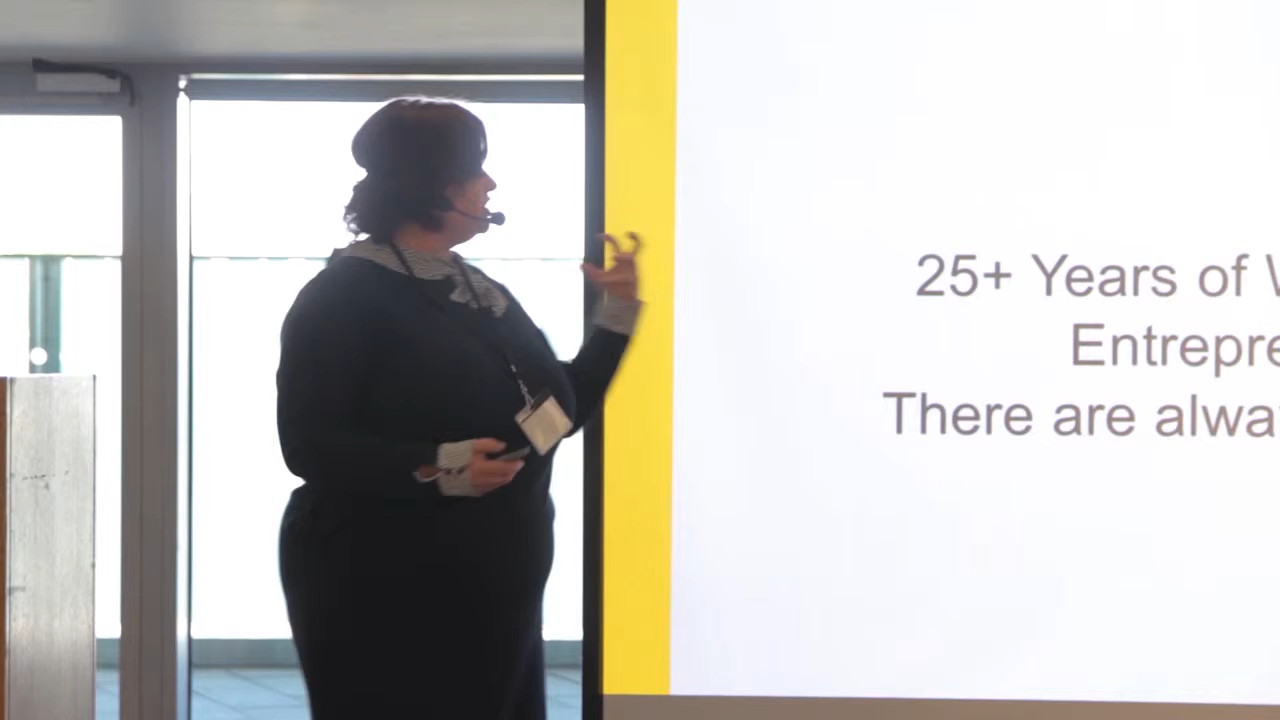 25+ Years of
Entrepre
There are alwa